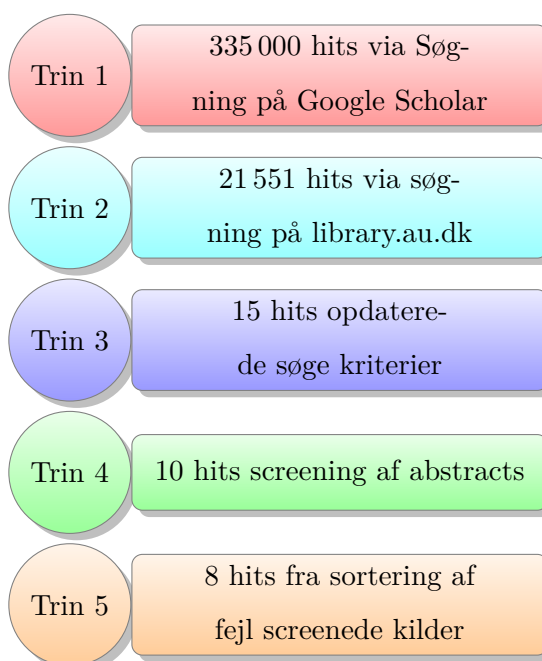 Trin 1
335 000 hits via Søg-
ning på Google Scholar
Trin 2
21 551 hits via søg-
ning på library.au.dk
Trin 3
15 hits opdatere-
de søge kriterier
Trin 4
10 hits screening af abstracts
Trin 5
8 hits fra sortering af
fejl screenede kilder